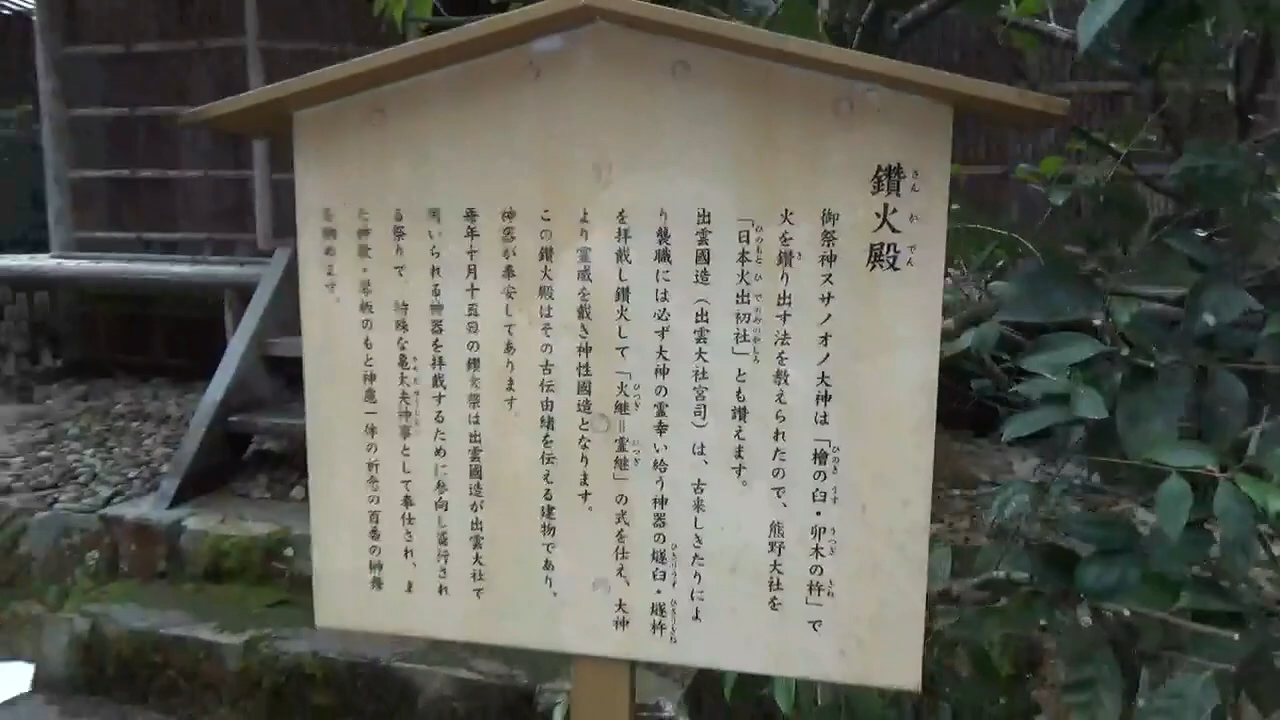 鑽火殿
御祭神スサノオノ大神は「檜の臼・卯木の杵」で
火を鑽り出す法を教えられたので、熊野大社を
「日本火出初社」とも讃えます。
出雲國造（出雲大社宮司）は、古来しきたりによ
り襲職には必ず大神の霊幸い給う神器の燧臼・燧杵
を拝戴し鑽火して「火継＝霊継」の式を仕え、大神
より霊威を戴き神性國造となります。
この鑽火殿はその古伝由緒を伝える建物であり、
神器が奉安してあります。
毎年十月十五日の鑽火祭は出雲國造が出雲大社で
用いられる神器を拝戴するために参向し斎行され
る祭りで、特殊な亀太夫神事として奉仕され、ま
た 神歌・琴板のもと神慮一体の祈念の百番の榊舞
を納めます。